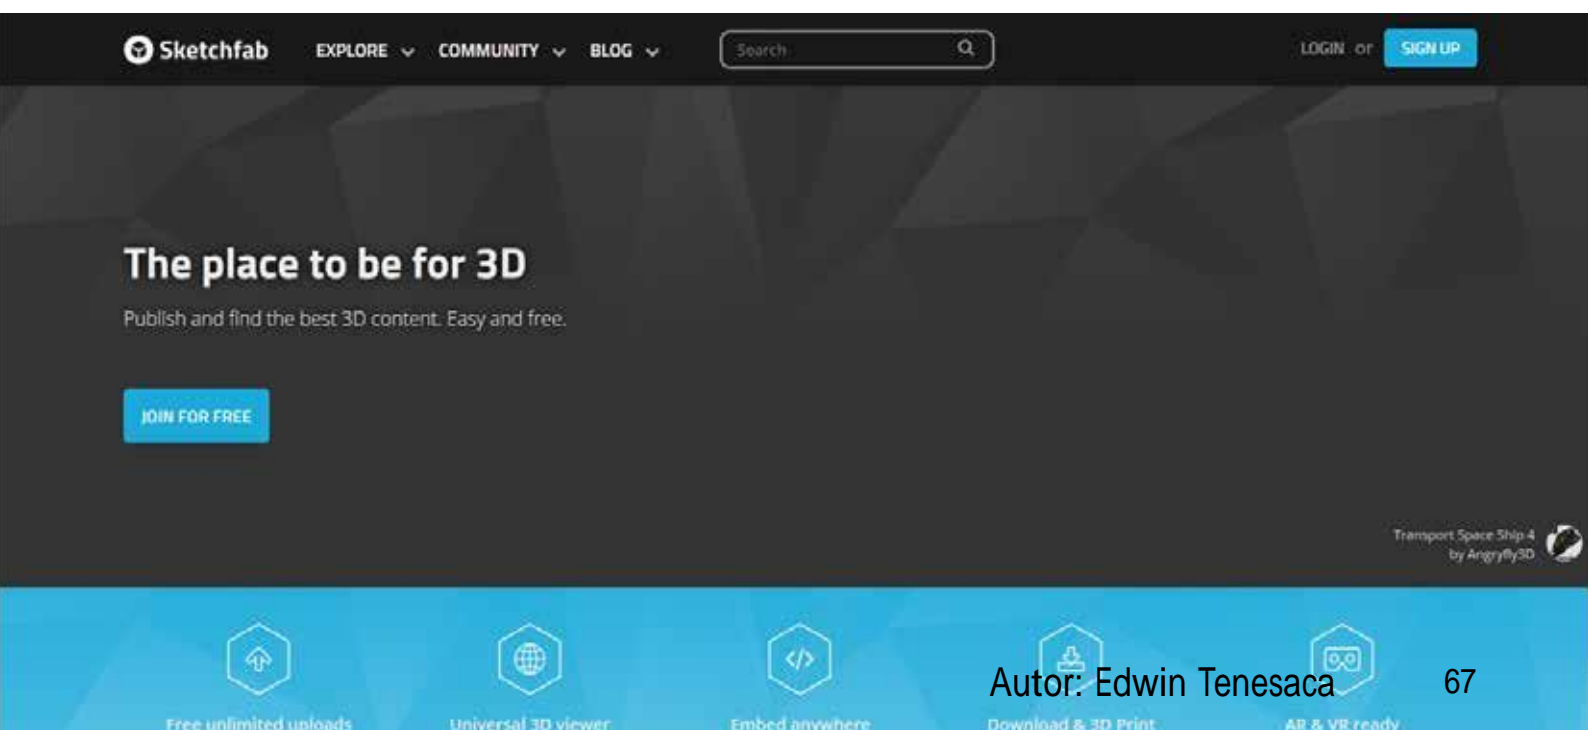 Sketchfab EXPLORE COMMUNITY BLOG Search LOGIN or SIGN UP
The place to be for 3D
Publish and find the best 3D content. Easy and free.
JOIN FOR FREE
Transport Space Ship 4
by Angryfly3D
Autor: Edwin Tenesaca 67
Free unlimited uploads Universal 3D viewer Embed anywhere Download & 3D Print AR & VR ready